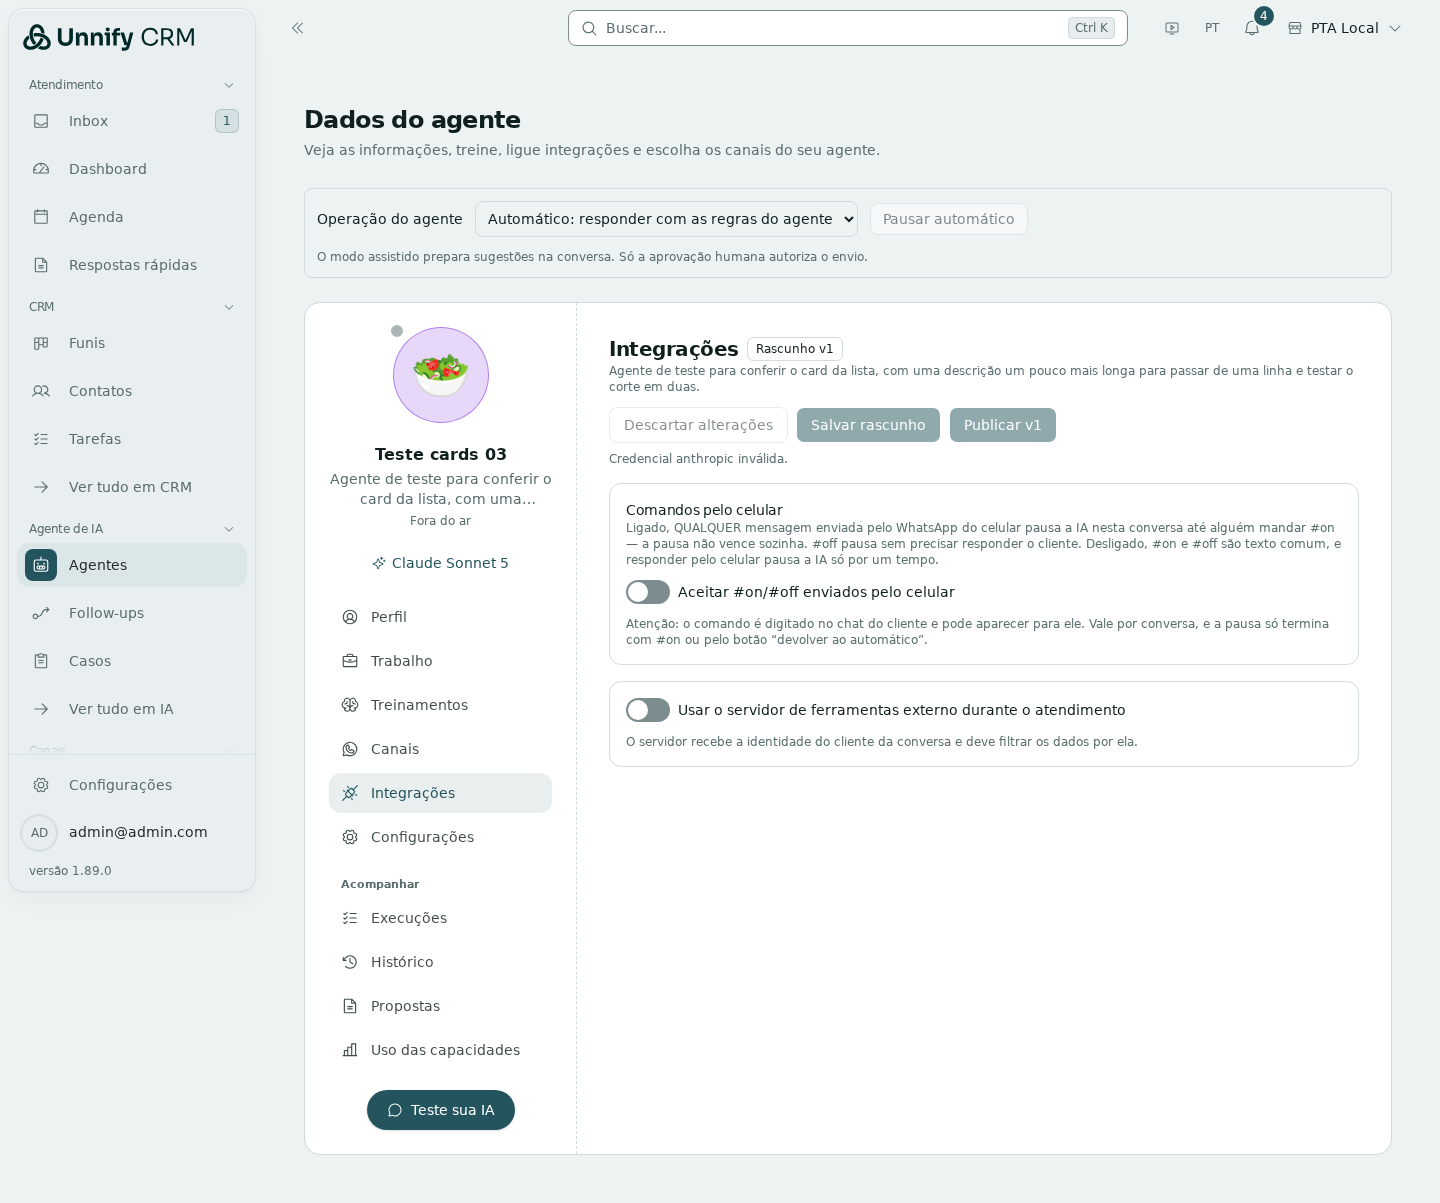 Unnify CRM
Buscar...
Ctrl K
PT
4
PTA Local
Atendimento
Inbox
1
Dashboard
Agenda
Respostas rápidas
CRM
Funis
Contatos
Tarefas
Ver tudo em CRM
Agente de IA
Agentes
Follow-ups
Casos
Ver tudo em IA
Canais
Configurações
AD
admin@admin.com
versão 1.89.0
Dados do agente
Veja as informações, treine, ligue integrações e escolha os canais do seu agente.
Operação do agente
Automático: responder com as regras do agente
Pausar automático
O modo assistido prepara sugestões na conversa. Só a aprovação humana autoriza o envio.
Teste cards 03
Agente de teste para conferir o
card da lista, com uma...
Fora do ar
Claude Sonnet 5
Perfil
Trabalho
Treinamentos
Canais
Integrações
Configurações
Acompanhar
Execuções
Histórico
Propostas
Uso das capacidades
Teste sua IA
Integrações
Rascunho v1
Agente de teste para conferir o card da lista, com uma descrição um pouco mais longa para passar de uma linha e testar o
corte em duas.
Descartar alterações
Salvar rascunho
Publicar v1
Credencial anthropic inválida.
Comandos pelo celular
Ligado, QUALQUER mensagem enviada pelo WhatsApp do celular pausa a IA nesta conversa até alguém mandar #on
— a pausa não vence sozinha. #off pausa sem precisar responder o cliente. Desligado, #on e #off são texto comum, e
responder pelo celular pausa a IA só por um tempo.
Aceitar #on/#off enviados pelo celular
Atenção: o comando é digitado no chat do cliente e pode aparecer para ele. Vale por conversa, e a pausa só termina
com #on ou pelo botão “devolver ao automático”.
Usar o servidor de ferramentas externo durante o atendimento
O servidor recebe a identidade do cliente da conversa e deve filtrar os dados por ela.